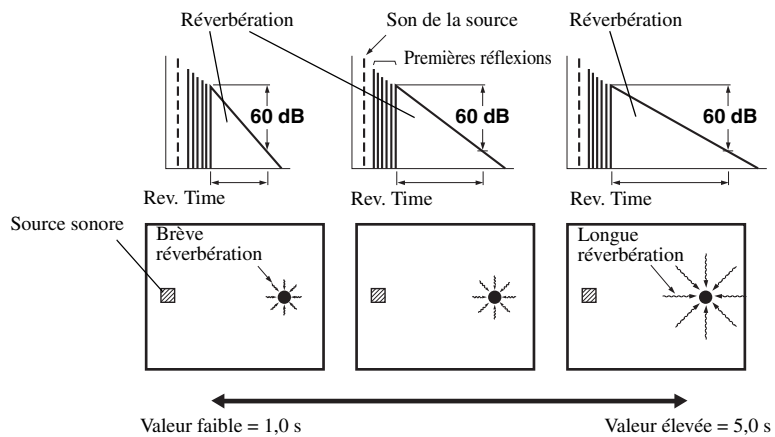 Réverbération
Son de la source
Réverbération
Premières réflexions
60 dB
60 dB
60 dB
Rev. Time
Rev. Time
Rev. Time
Source sonore
Brève
réverbération
Longue
réverbération
Valeur faible = 1,0 s
Valeur élevée = 5,0 s